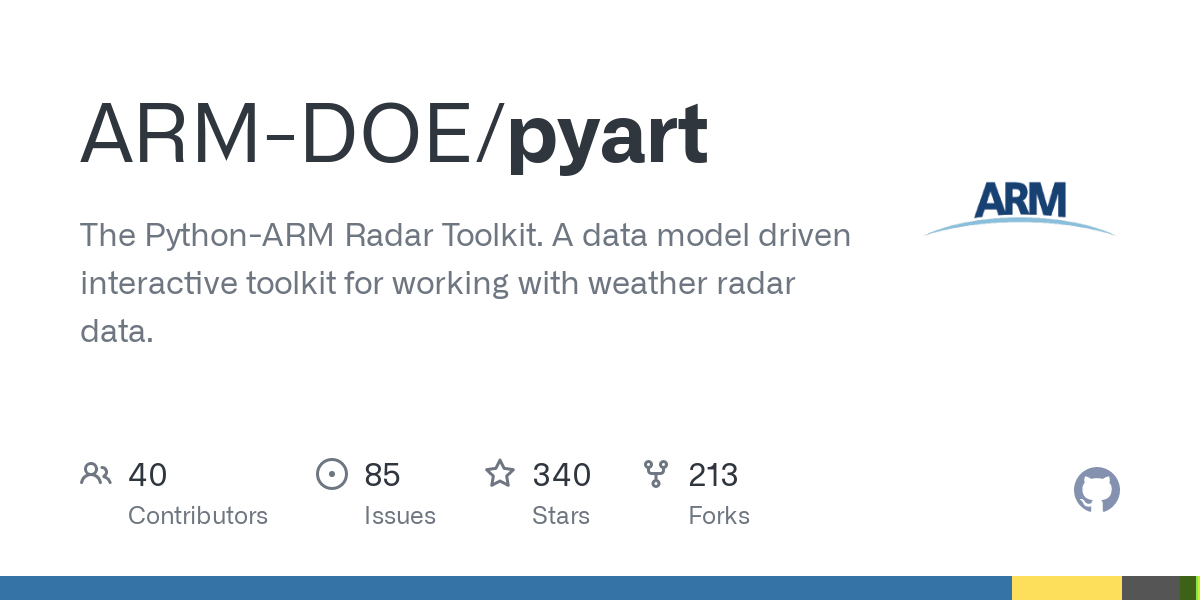 ARM-DOE/pyart
ARM
The Python-ARM Radar Toolkit. A data model driven
interactive toolkit for working with weather radar
data.
40 85 340 213
Contributors Issues Stars Forks